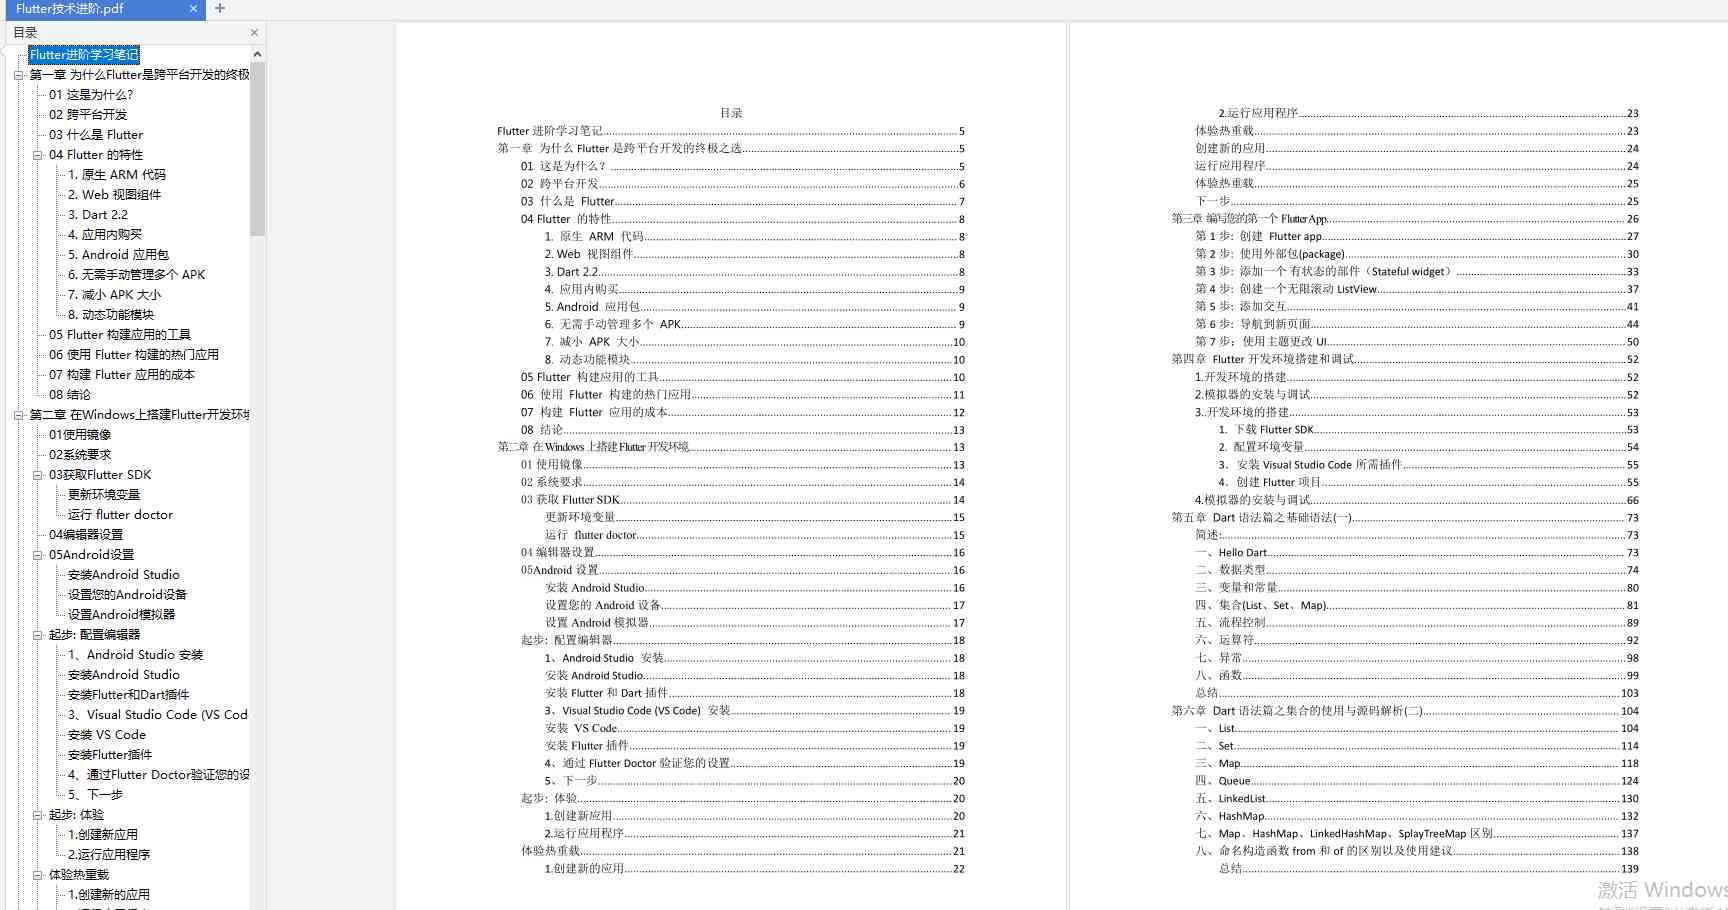 Flutter技术进阶.pdf
目录
Flutter进阶学习笔记
第一章 为什么Flutter是跨平台开发的终极
01 这是为什么?
02 跨平台开发
03 什么是 Flutter
04 Flutter 的特性
1. 原生 ARM 代码
2. Web 视图组件
3. Dart 2.2
4. 应用内购买
5. Android 应用包
6. 无需手动管理多个 APK
7. 减小 APK 大小
8. 动态功能模块
05 Flutter 构建应用的工具
06 使用 Flutter 构建的热门应用
07 构建 Flutter 应用的成本
08 结论
第二章 在Windows上搭建Flutter开发环境
01使用镜像
02系统要求
03获取Flutter SDK
更新环境变量
运行 flutter doctor
04编辑器设置
05Android设置
安装Android Studio
设置您的Android设备
设置Android模拟器
起步: 配置编辑器
1、Android Studio 安装
安装Android Studio
安装Flutter和Dart插件
3、Visual Studio Code (VS Cod
安装 VS Code
安装Flutter插件
4、通过Flutter Doctor验证您的设
5、下一步
起步: 体验
1.创建新应用
2.运行应用程序
体验热重载
1.创建新的应用
目录
Flutter 进阶学习笔记 5
第一章 为什么 Flutter 是跨平台开发的终极之选 5
01 这是为什么? 5
02 跨平台开发 6
03 什么是 Flutter 7
04 Flutter 的特性 8
1. 原生 ARM 代码 8
2. Web 视图组件 8
3. Dart 2.2 8
4. 应用内购买 9
5. Android 应用包 9
6. 无需手动管理多个 APK 9
7. 减小 APK 大小 10
8. 动态功能模块 10
05 Flutter 构建应用的工具 10
06 使用 Flutter 构建的热门应用 11
07 构建 Flutter 应用的成本 12
08 结论 13
第二章 在 Windows 上搭建 Flutter 开发环境 13
01 使用镜像 13
02 系统要求 14
03 获取 Flutter SDK 14
更新环境变量 15
运行 flutter doctor 15
04 编辑器设置 16
05Android 设置 16
安装 Android Studio 16
设置您的 Android 设备 17
设置 Android 模拟器 17
起步: 配置编辑器 18
1、Android Studio 安装 18
安装 Android Studio 18
安装 Flutter 和 Dart 插件 18
3、Visual Studio Code (VS Code) 安装 19
安装 VS Code 19
安装 Flutter 插件 19
4、通过 Flutter Doctor 验证您的设置 19
5、下一步 20
起步: 体验 20
1.创建新应用 20
2.运行应用程序 21
体验热重载 21
1.创建新的应用 22
2.运行应用程序 23
体验热重载 23
创建新的应用 24
运行应用程序 24
体验热重载 25
下一步 25
第三章 编写您的第一个 Flutter App 26
第 1 步: 创建 Flutter app 27
第 2 步: 使用外部包(package) 30
第 3 步: 添加一个 有状态的部件（Stateful widget） 33
第 4 步: 创建一个无限滚动 ListView 37
第 5 步: 添加交互 41
第 6 步: 导航到新页面 44
第 7 步：使用主题更改 UI 50
第四章 Flutter 开发环境搭建和调试 52
1.开发环境的搭建 52
2.模拟器的安装与调试 52
3..开发环境的搭建 53
1. 下载 Flutter SDK 53
2. 配置环境变量 54
3. 安装 Visual Studio Code 所需插件 55
4. 创建 Flutter 项目 55
4.模拟器的安装与调试 66
第五章 Dart 语法篇之基础语法(一) 73
简述: 73
一、Hello Dart 73
二、数据类型 74
三、变量和常量 80
四、集合(List、Set、Map) 81
五、流程控制 89
六、运算符 92
七、异常 98
八、函数 99
总结 103
第六章 Dart 语法篇之集合的使用与源码解析(二) 104
一、List 104
二、Set 114
三、Map 118
四、Queue 124
五、LinkedList 130
六、HashMap 132
七、Map、HashMap、LinkedHashMap、SplayTreeMap 区别 137
八、命名构造函数 from 和 of 的区别以及使用建议 138
总结 139
激活 Windows